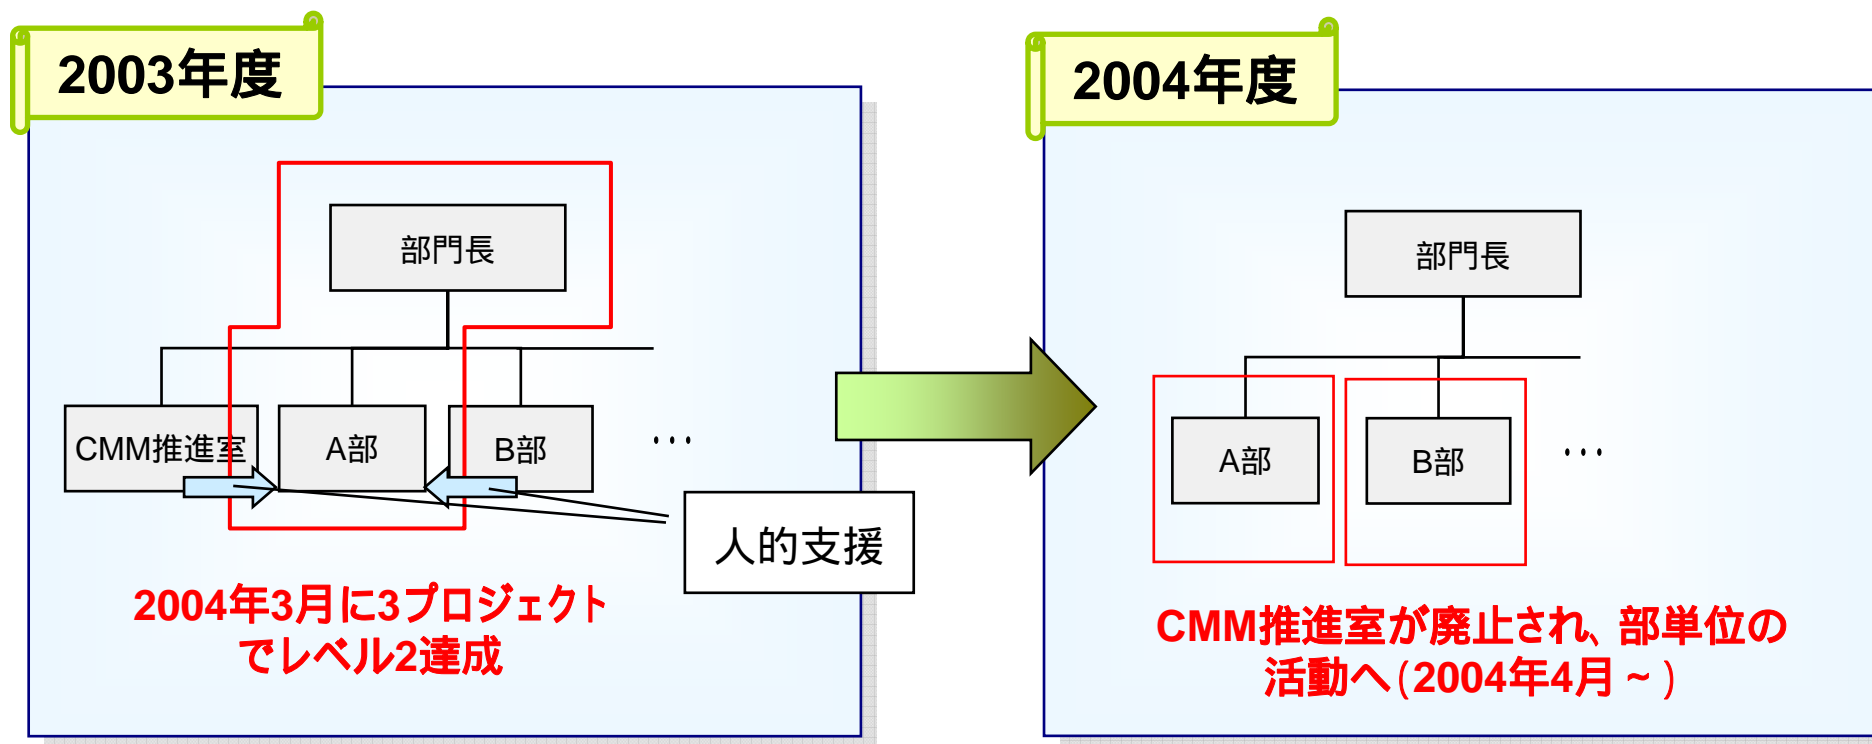 2003年度
部門長
CMM推進室
A部
B部
・・・
人的支援
2004年3月に3プロジェクト
でレベル2達成
2004年度
部門長
A部
B部
・・・
CMM推進室が廃止され、部単位の
活動へ(2004年4月~)